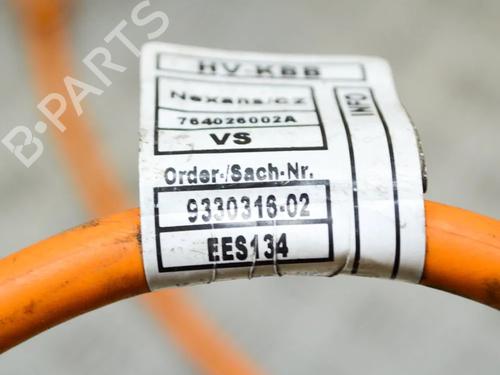 B-PARTS
HV-KBB
Nexans/CZ
764026002A
VS
INFO
Order-/Sach-Nr.
9330316-02
EES134